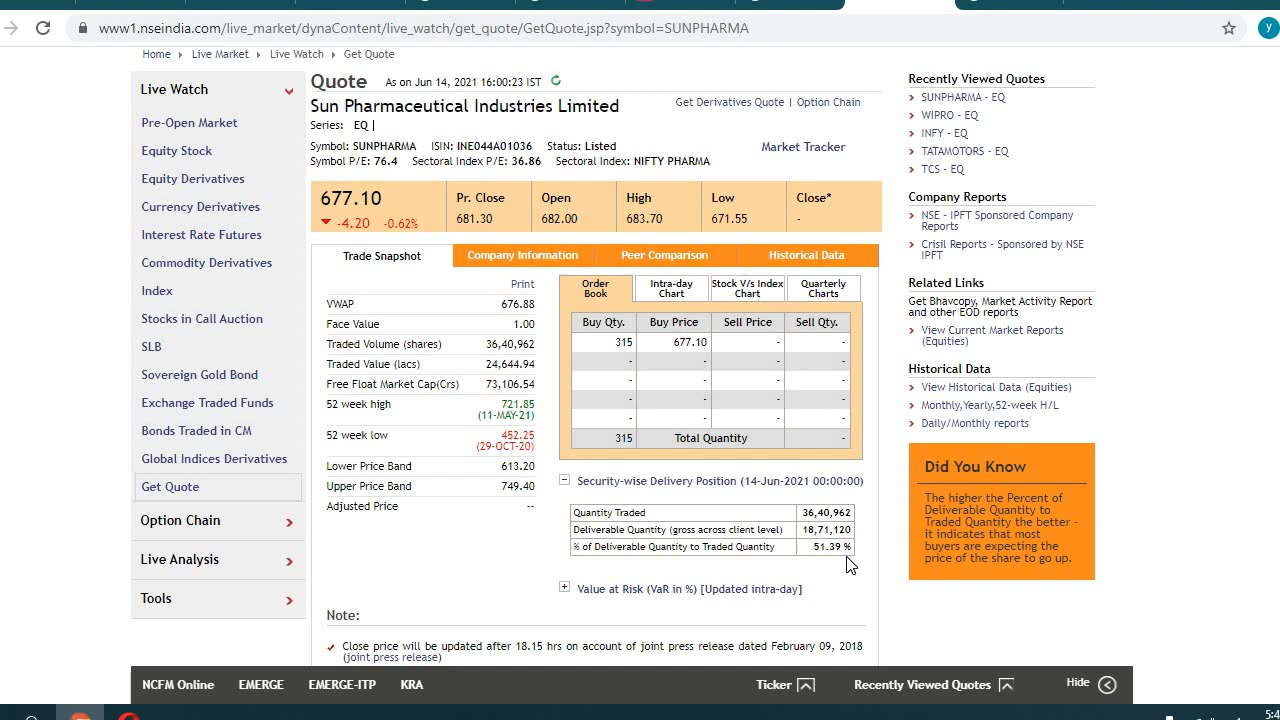 www1.nseindia.com/live_market/dynaContent/live_watch/get_quote/GetQuote.jsp?symbol=SUNPHARMA
y
Home Live Market Live Watch Get Quote
Live Watch
Pre-Open Market
Equity Stock
Equity Derivatives
Currency Derivatives
Interest Rate Futures
Commodity Derivatives
Index
Stocks in Call Auction
SLB
Sovereign Gold Bond
Exchange Traded Funds
Bonds Traded in CM
Global Indices Derivatives
Get Quote
Option Chain
Live Analysis
Tools
Quote As on Jun 14, 2021 16:00:23 IST
Sun Pharmaceutical Industries Limited
Get Derivatives Quote | Option Chain
Series: EQ |
Symbol: SUNPHARMA ISIN: INE044A01036 Status: Listed
Market Tracker
Symbol P/E: 76.4 Sectoral Index P/E: 36.86 Sectoral Index: NIFTY PHARMA
677.10 Pr. Close Open High Low Close*
-4.20 -0.62% 681.30 682.00 683.70 671.55 -
Trade Snapshot Company Information Peer Comparison Historical Data
Print
VWAP 676.88
Face Value 1.00
Traded Volume (shares) 36,40,962
Traded Value (lacs) 24,644.94
Free Float Market Cap(Crs) 73,106.54
52 week high 721.85
(11-MAY-21)
52 week low 452.25
(29-OCT-20)
Lower Price Band 613.20
Upper Price Band 749.40
Adjusted Price --
Order Book
Intra-day Chart
Stock V/s Index Chart
Quarterly Charts
Buy Qty. Buy Price Sell Price Sell Qty.
315 677.10 - -
- - - -
- - - -
- - - -
- - - -
315 Total Quantity -
Security-wise Delivery Position (14-Jun-2021 00:00:00)
Quantity Traded 36,40,962
Deliverable Quantity (gross across client level) 18,71,120
% of Deliverable Quantity to Traded Quantity 51.39 %
Value at Risk (VaR in %) [Updated intra-day]
Note:
Close price will be updated after 18.15 hrs on account of joint press release dated February 09, 2018
(joint press release)
Recently Viewed Quotes
SUNPHARMA - EQ
WIPRO - EQ
INFY - EQ
TATAMOTORS - EQ
TCS - EQ
Company Reports
NSE - IPFT Sponsored Company
Reports
Crisil Reports - Sponsored by NSE
IPFT
Related Links
Get Bhavcopy, Market Activity Report
and other EOD reports
View Current Market Reports
(Equities)
Historical Data
View Historical Data (Equities)
Monthly,Yearly,52-week H/L
Daily/Monthly reports
Did You Know
The higher the Percent of
Deliverable Quantity to
Traded Quantity the better -
it indicates that most
buyers are expecting the
price of the share to go up.
NCFM Online EMERGE EMERGE-ITP KRA Ticker Recently Viewed Quotes Hide